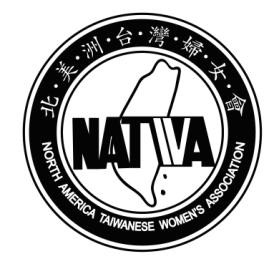 北·美·洲·台·灣·婦·女·會
NATWA
NORTH AMERICA TAIWANESE WOMEN'S ASSOCIATION